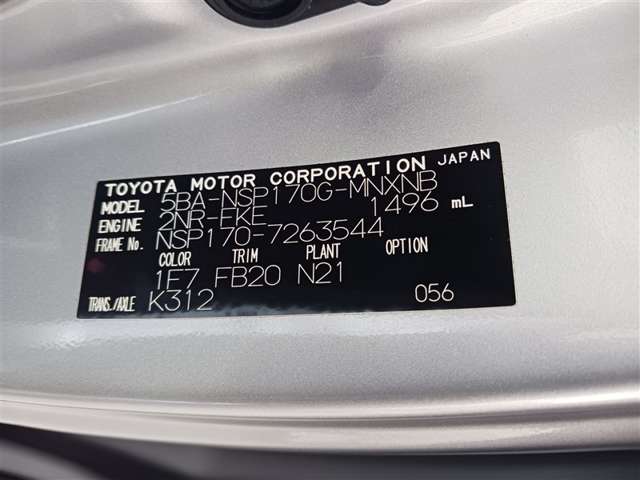 TOYOTA MOTOR CORPORATION JAPAN
MODEL 5BA-NSP170G-MNXNB
ENGINE 2NR-FKE 1496 mL
FRAME No. NSP170-7263544
COLOR TRIM PLANT OPTION
1F7 FB20 N21
TRANS./AXLE K312 056